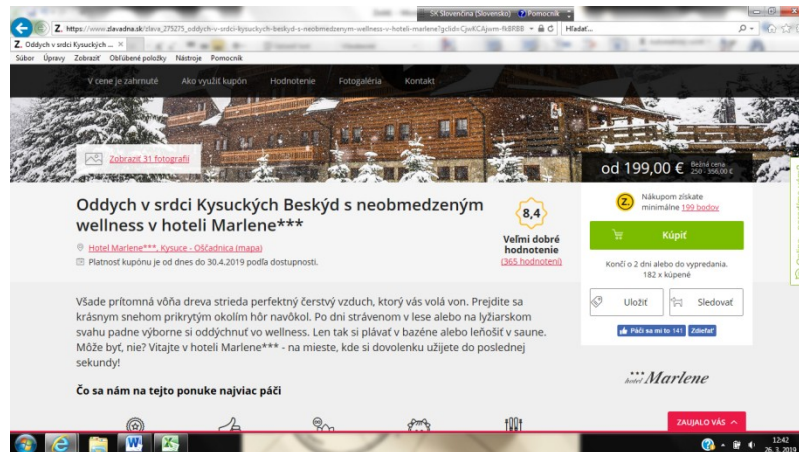 SK Slovenčina (Slovensko) Pomocník
https://www.zlavadna.sk/zlava_275275_oddych-v-srdci-kysuckych-beskyd-s-neobmedzenym-wellness-v-hoteli-marlene?gclid=CjwKCAjwm-fkBRBB
Hľadať...
Z. Oddych v srdci Kysuckých ...
Súbor Úpravy Zobraziť Obľúbené položky Nástroje Pomocník
V cene je zahrnuté Ako využiť kupón Hodnotenie Fotogaléria Kontakt
Zobraziť 31 fotografií
od 199,00 € Bežná cena
250 - 356,00 €
Oddych v srdci Kysuckých Beskýd s neobmedzeným
wellness v hoteli Marlene***
Hotel Marlene***, Kysuce - Oščadnica (mapa)
Platnosť kupónu je od dnes do 30.4.2019 podľa dostupnosti.
8,4
Veľmi dobré
hodnotenie
(365 hodnotení)
Z.
Nákupom získate
minimálne 199 bodov
Kúpiť
Končí o 2 dni alebo do vypredania.
182 x kúpené
Uložiť Sledovať
Páči sa mi to 141 Zdieľať
Všade prítomná vôňa dreva strieda perfektný čerstvý vzduch, ktorý vás volá von. Prejdite sa
krásnym snehom prikrytým okolím hôr navôkol. Po dni strávenom v lese alebo na lyžiarskom
svahu padne výborne si oddýchnuť vo wellness. Len tak si plávať v bazéne alebo leňošiť v saune.
Môže byť, nie? Vitajte v hoteli Marlene*** - na mieste, kde si dovolenku užijete do poslednej
sekundy!
hotel Marlene
Čo sa nám na tejto ponuke najviac páči
ZAUJALO VÁS
12:42
26. 3. 2019